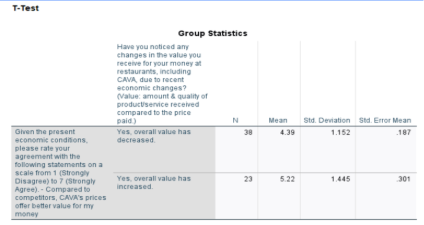 T-Test
Group Statistics
Have you noticed any
changes in the value you
receive for your money at
restaurants, including
CAVA, due to recent
economic changes?
(Value: amount & quality of
product/service received
compared to the price
paid.) N Mean Std. Deviation Std. Error Mean
Given the present
economic conditions,
please rate your
agreement with the
following statements on a
scale from 1 (Strongly
Disagree) to 7 (Strongly
Agree). - Compared to
competitors, CAVA's prices
offer better value for my
money
Yes, overall value has
decreased.
38 4.39 1.152 .187
Yes, overall value has
increased.
23 5.22 1.445 .301